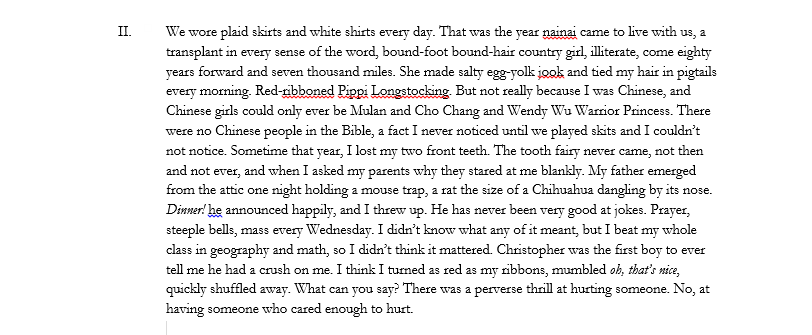 II. We wore plaid skirts and white shirts every day. That was the year nainai came to live with us, a
transplant in every sense of the word, bound-foot bound-hair country girl, illiterate, come eighty
years forward and seven thousand miles. She made salty egg-yolk jook and tied my hair in pigtails
every morning. Red-ribboned Pippi Longstocking. But not really because I was Chinese, and
Chinese girls could only ever be Mulan and Cho Chang and Wendy Wu Warrior Princess. There
were no Chinese people in the Bible, a fact I never noticed until we played skits and I couldn't
not notice. Sometime that year, I lost my two front teeth. The tooth fairy never came, not then
and not ever, and when I asked my parents why they stared at me blankly. My father emerged
from the attic one night holding a mouse trap, a rat the size of a Chihuahua dangling by its nose.
Dinner! he announced happily, and I threw up. He has never been very good at jokes. Prayer,
steeple bells, mass every Wednesday. I didn't know what any of it meant, but I beat my whole
class in geography and math, so I didn't think it mattered. Christopher was the first boy to ever
tell me he had a crush on me. I think I turned as red as my ribbons, mumbled oh, that's nice,
quickly shuffled away. What can you say? There was a perverse thrill at hurting someone. No, at
having someone who cared enough to hurt.